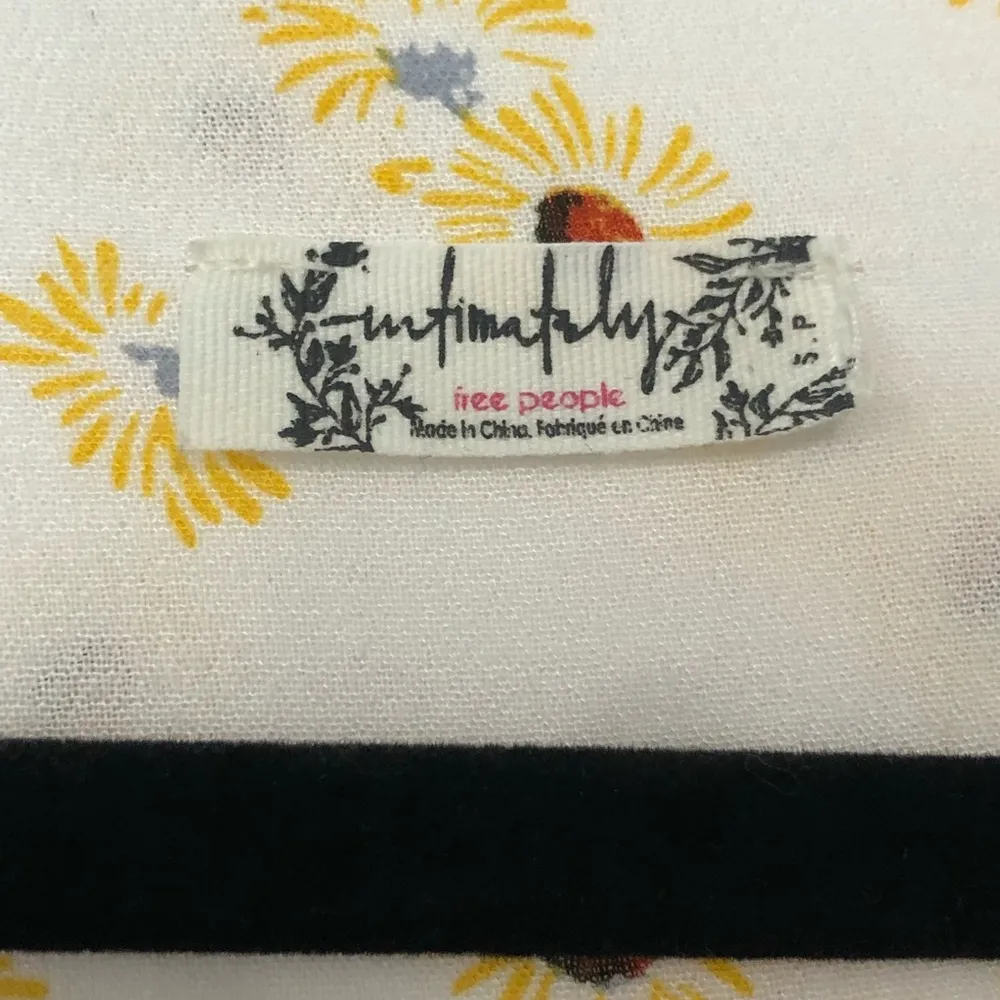 intimately
free people
Made in China. Fabriqué en Chine
S.P